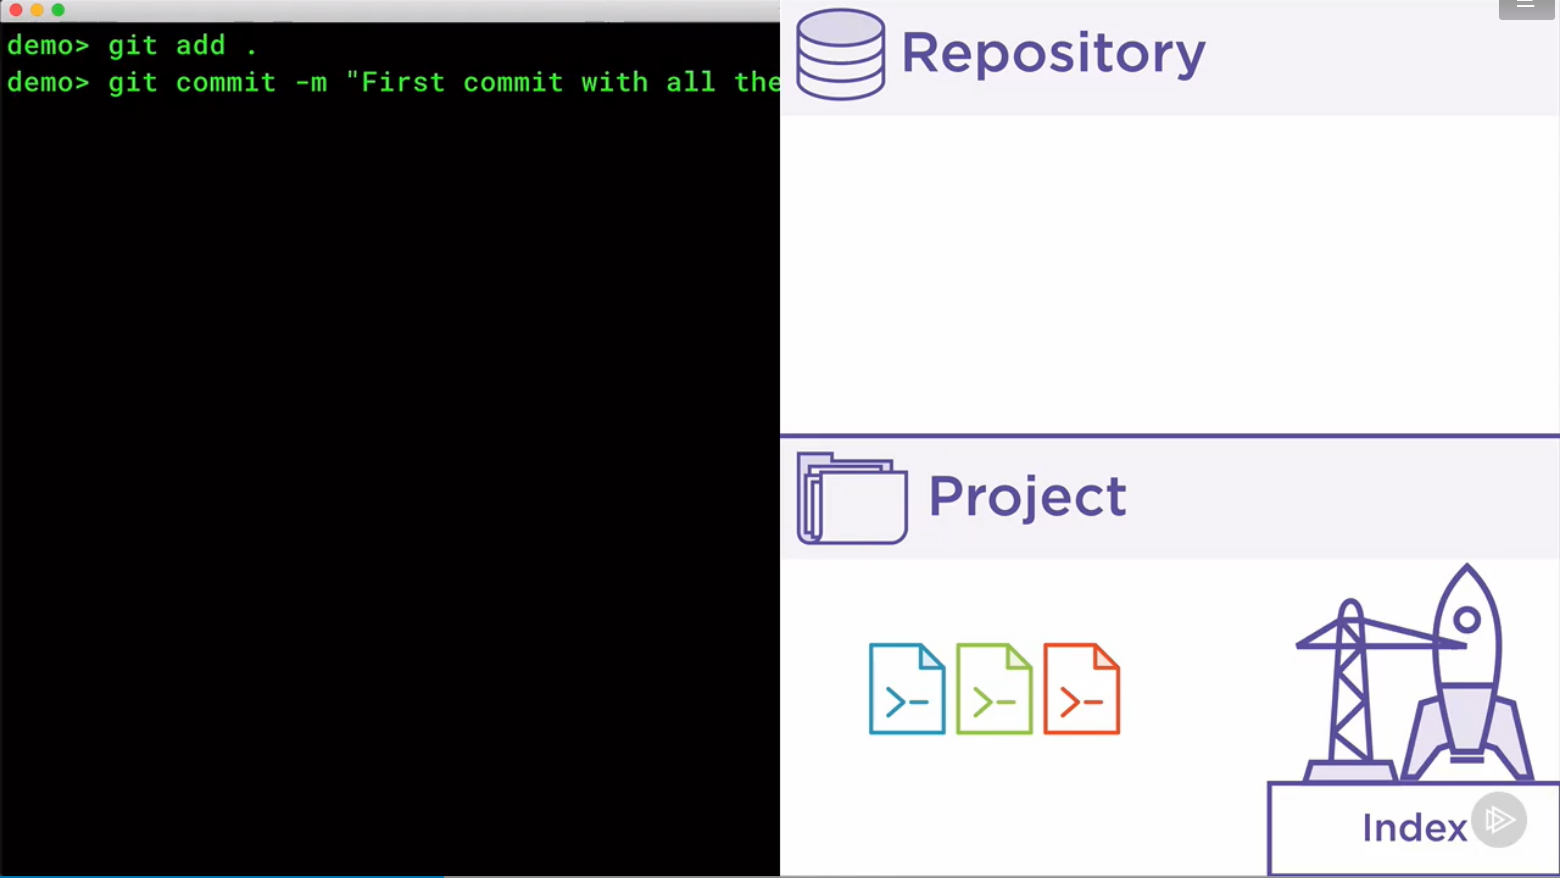 demo> git add .
demo> git commit -m "First commit with all the
Repository
Project
Index